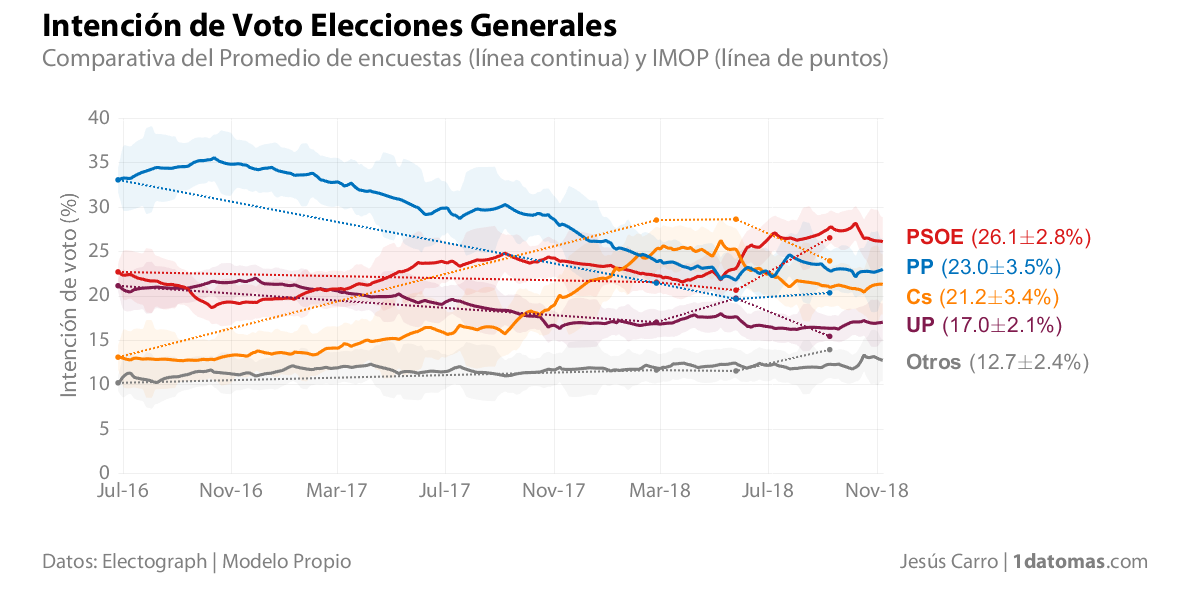 Intención de Voto Elecciones Generales
Comparativa del Promedio de encuestas (línea continua) y IMOP (línea de puntos)
Intención de voto (%)
40
35
30
25
20
15
10
5
0
Jul-16 Nov-16 Mar-17 Jul-17 Nov-17 Mar-18 Jul-18 Nov-18
PSOE (26.1±2.8%)
PP (23.0±3.5%)
Cs (21.2±3.4%)
UP (17.0±2.1%)
Otros (12.7±2.4%)
Datos: Electograph | Modelo Propio
Jesús Carro | 1datomas.com